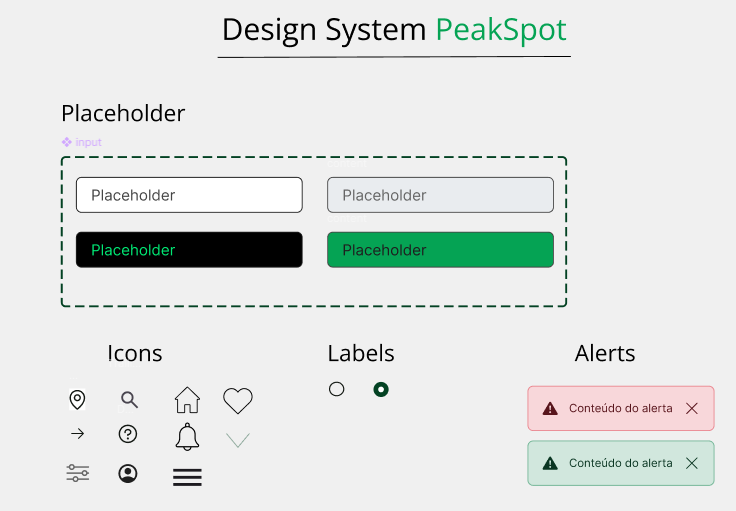 Design System PeakSpot
Placeholder
input
Placeholder
Placeholder
Placeholder
Placeholder
Icons
Labels
Alerts
Conteúdo do alerta
Conteúdo do alerta